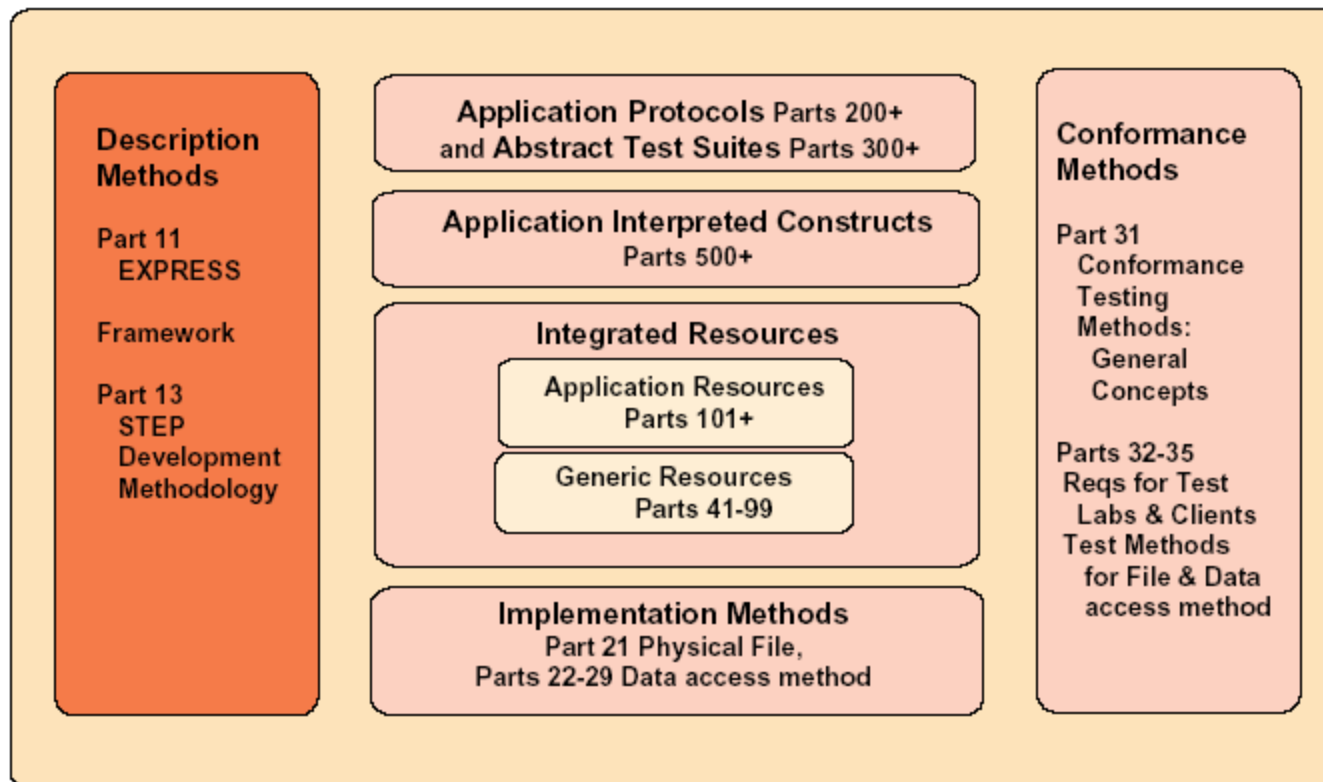 Description
Methods
Part 11
EXPRESS
Framework
Part 13
STEP
Development
Methodology
Application Protocols Parts 200+
and Abstract Test Suites Parts 300+
Application Interpreted Constructs
Parts 500+
Integrated Resources
Application Resources
Parts 101+
Generic Resources
Parts 41-99
Implementation Methods
Part 21 Physical File,
Parts 22-29 Data access method
Conformance
Methods
Part 31
Conformance
Testing
Methods:
General
Concepts
Parts 32-35
Reqs for Test
Labs & Clients
Test Methods
for File & Data
access method